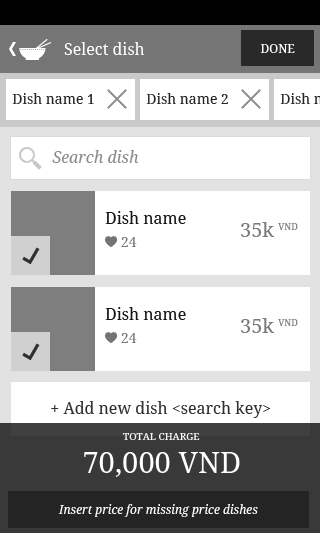 Select dish
DONE
Dish name 1
Dish name 2
Dish n
Search dish
Dish name
24
35k VND
Dish name
24
35k VND
+ Add new dish <search key>
TOTAL CHARGE
70,000 VND
Insert price for missing price dishes